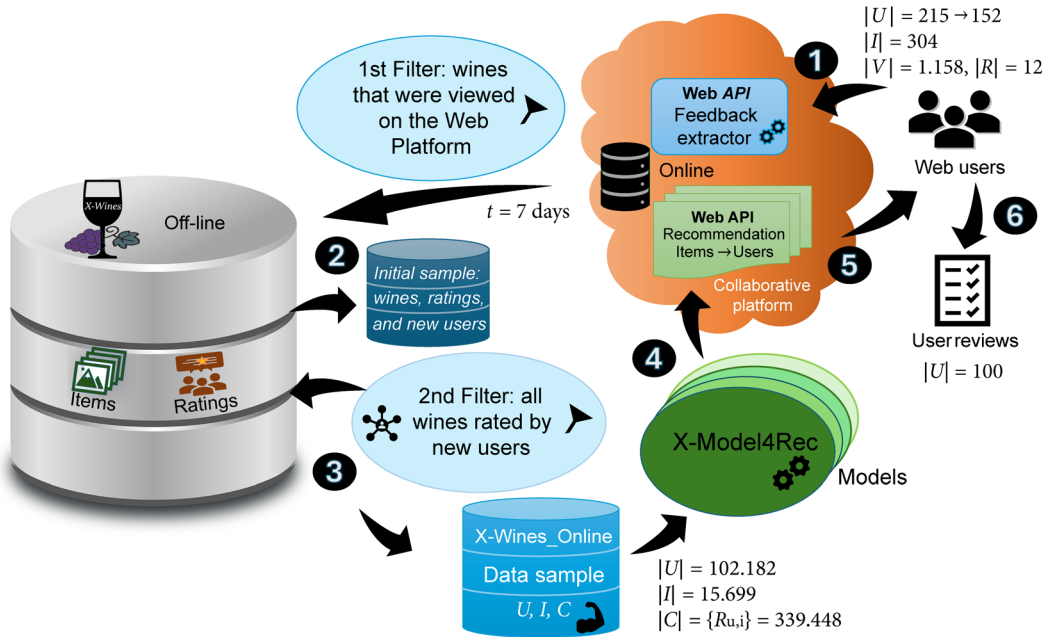 |U| = 215 → 152
|I| = 304
|V| = 1.158, |R| = 12
1
1st Filter: wines
that were viewed
on the Web
Platform
Web API
Feedback
extractor
Online
Web users
X-Wines
Off-line
t = 7 days
Web API
Recommendation
Items → Users
Collaborative
platform
2
Initial sample:
wines, ratings,
and new users
5
6
User reviews
|U| = 100
Items
Ratings
2nd Filter: all
wines rated by
new users
4
X-Model4Rec
Models
3
X-Wines_Online
Data sample
U, I, C
|U| = 102.182
|I| = 15.699
|C| = {Ru,i} = 339.448